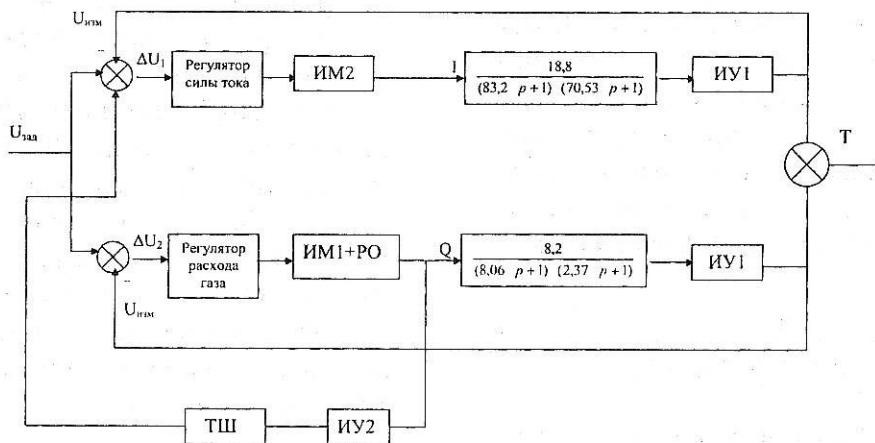 Uизм
ΔU1
Регулятор
силы тока
ИМ2
I
18,8
(83,2 p+1) (70,53 p+1)
ИУ1
Uзад
T
ΔU2
Регулятор
расхода
газа
ИМ1+РО
Q
8,2
(8,06 p+1) (2,37 p+1)
ИУ1
Uизм
ТШ
ИУ2